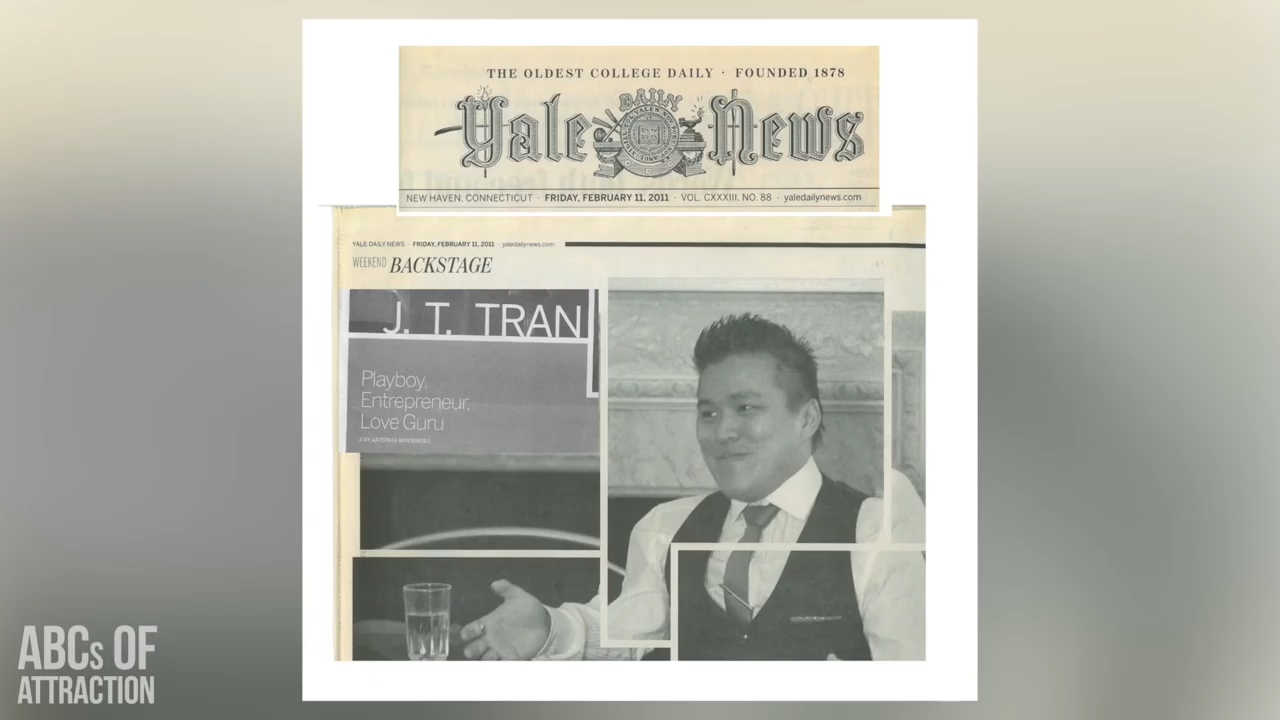 THE OLDEST COLLEGE DAILY · FOUNDED 1878
Yale DAILY News
NEW HAVEN, CONNECTICUT · FRIDAY, FEBRUARY 11, 2011 · VOL. CXXXIII, NO. 88 · yaledailynews.com
YALE DAILY NEWS · FRIDAY, FEBRUARY 11, 2011 · yaledailynews.com
WEEKEND BACKSTAGE
J. T. TRAN
Playboy,
Entrepreneur,
Love Guru
ABCs OF
ATTRACTION